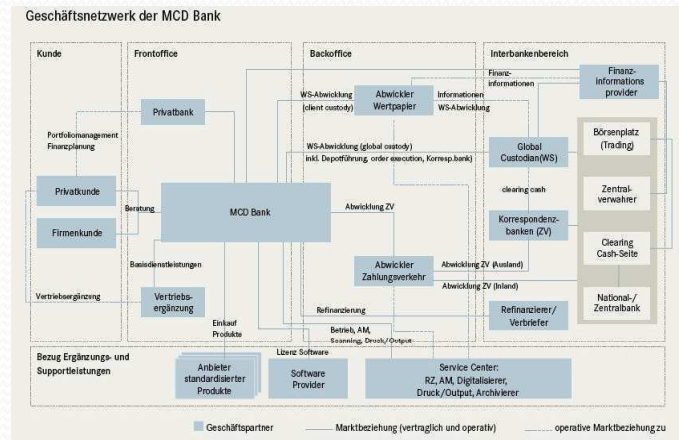 Geschäftsnetzwerk der MCD Bank
Kunde
Frontoffice
Backoffice
Interbankenbereich
Privatbank
Portfoliomanagement
Finanzplanung
Privatkunde
Firmenkunde
Beratung
MCD Bank
Basisdienstleistungen
Vertriebsergänzung
Vertriebs-
ergänzung
WS-Abwicklung
(client custody)
Abwickler
Wertpapier
Finanz-
informationen
Informationen
WS-Abwicklung
Finanz-
informations
provider
WS-Abwicklung (global custody)
inkl. Depotführung, order execution, Korresp.bank)
Global
Custodian(WS)
Börsenplatz
(Trading)
clearing cash
Zentral-
verwahrer
Abwicklung ZV
Korrespondenz-
banken (ZV)
Clearing
Cash-Seite
Abwickler
Zahlungsverkehr
Abwicklung ZV (Ausland)
Abwicklung ZV (Inland)
National-/
Zentralbank
Refinanzierung
Refinanzierer/
Verbriefer
Einkauf
Produkte
Betrieb, AM,
Scanning, Druck/Output
Lizenz Software
Bezug Ergänzungs- und
Supportleistungen
Anbieter
standardisierter
Produkte
Software
Provider
Service Center:
RZ, AM, Digitalisierer,
Druck/Output, Archivierer
Geschäftspartner
Marktbeziehung (vertraglich und operativ)
operative Marktbeziehung zu